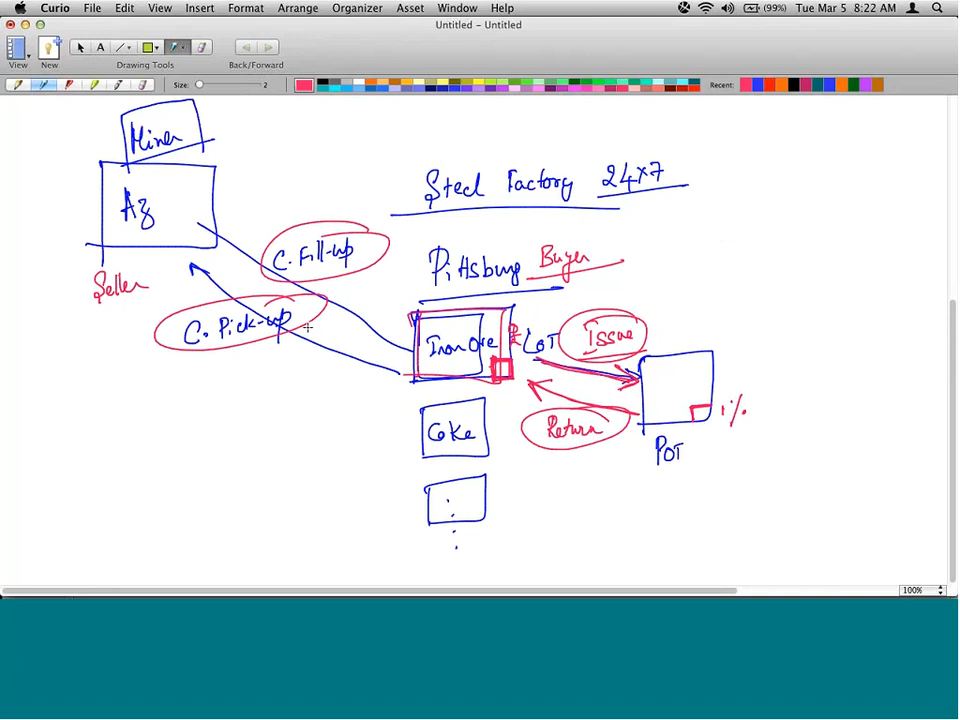 Curio File Edit View Insert Format Arrange Organizer Asset Window Help (99%) Tue Mar 5 8:22 AM
Untitled - Untitled
View New Drawing Tools Back/Forward
Size: 2 Recent:
Miner
Az
Seller
Steel Factory 24x7
C. Fill-up
Pittsburg Buyer
C. Pick-up
Iron Ore LOT Issue
Coke Return 1%
POT
100%